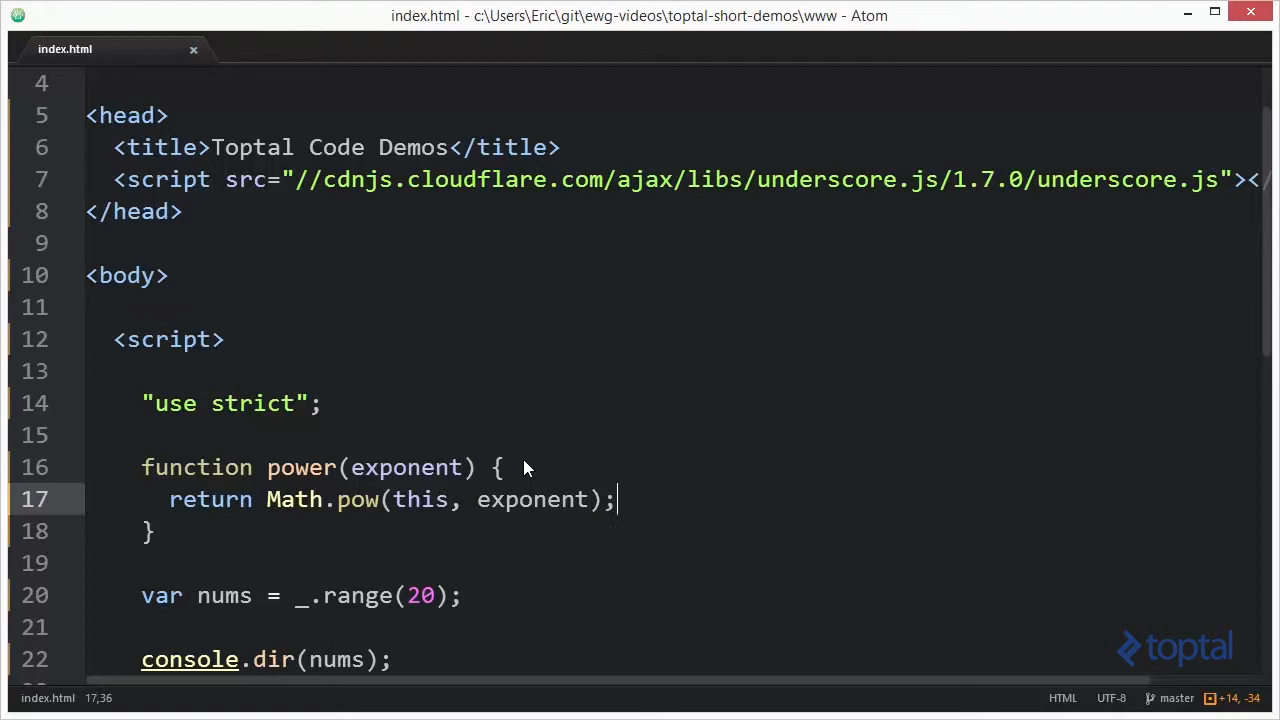 index.html - c:\Users\Eric\git\ewg-videos\toptal-short-demos\www - Atom
index.html
4
5 <head>
6 <title>Toptal Code Demos</title>
7 <script src="//cdnjs.cloudflare.com/ajax/libs/underscore.js/1.7.0/underscore.js"></
8 </head>
9
10 <body>
11
12 <script>
13
14 "use strict";
15
16 function power(exponent) {
17 return Math.pow(this, exponent);
18 }
19
20 var nums = _.range(20);
21
22 console.dir(nums);
toptal
index.html 17,36 HTML UTF-8 master +14, -34